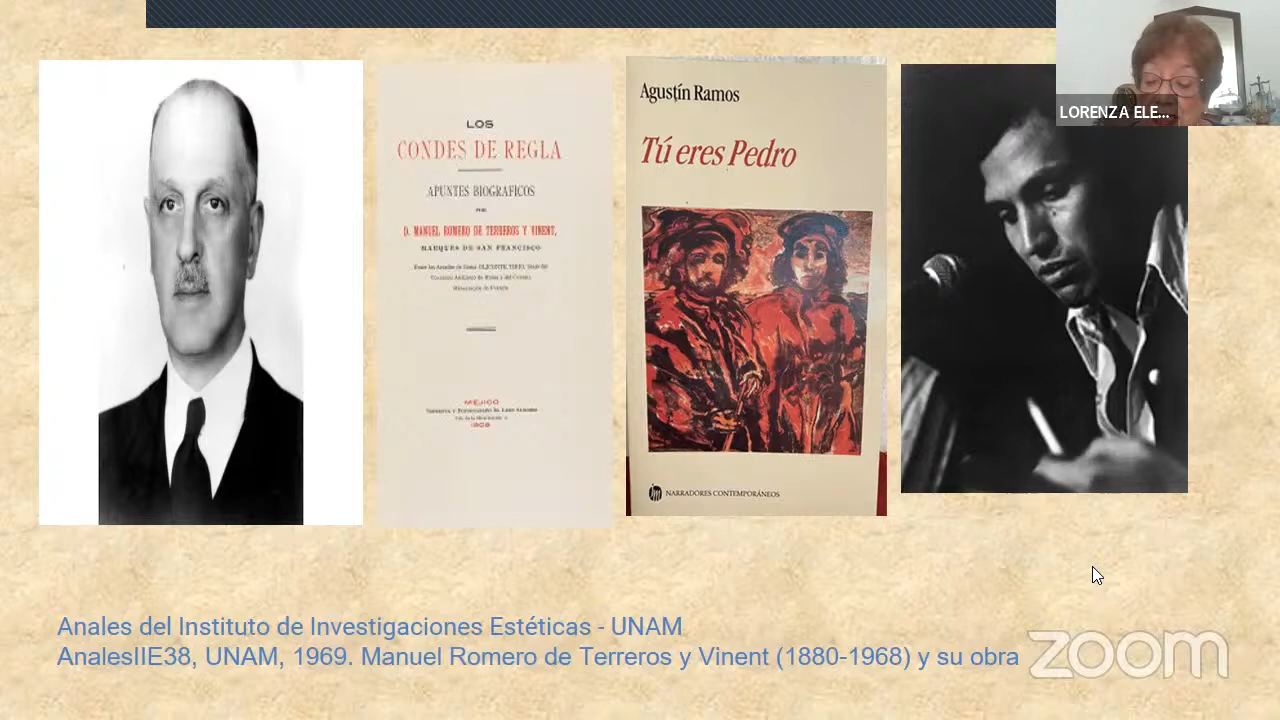 LORENZA ELE...
LOS
CONDES DE REGLA
APUNTES BIOGRAFICOS
POR
D. MANUEL ROMERO DE TERREROS Y VINENT,
MARQUES DE SAN FRANCISCO
MEJICO
1909
Agustín Ramos
Tú eres Pedro
jm NARRADORES CONTEMPORÁNEOS
Anales del Instituto de Investigaciones Estéticas - UNAM
AnalesIIE38, UNAM, 1969. Manuel Romero de Terreros y Vinent (1880-1968) y su obra
zoom